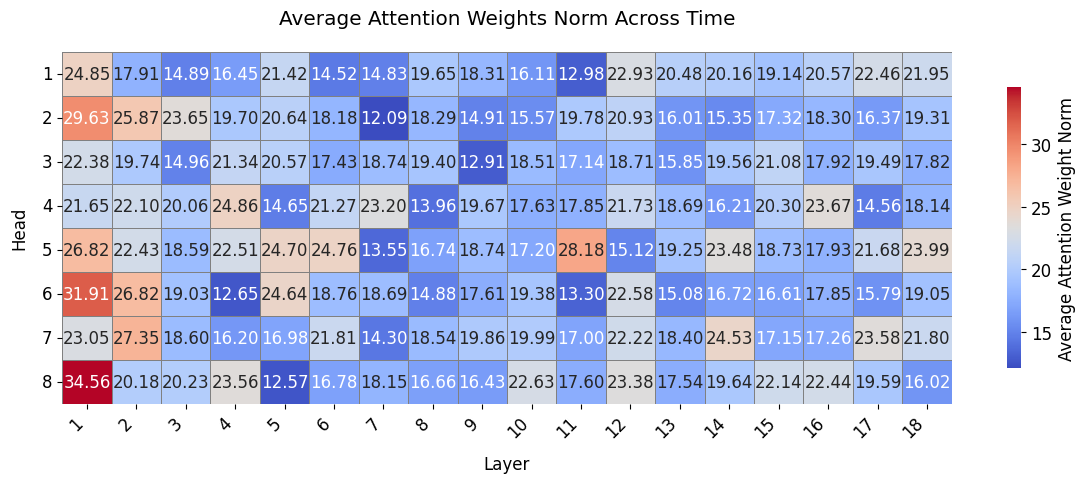 Average Attention Weights Norm Across Time
Head
1 24.85 17.91 14.89 16.45 21.42 14.52 14.83 19.65 18.31 16.11 12.98 22.93 20.48 20.16 19.14 20.57 22.46 21.95
2 29.63 25.87 23.65 19.70 20.64 18.18 12.09 18.29 14.91 15.57 19.78 20.93 16.01 15.35 17.32 18.30 16.37 19.31
3 22.38 19.74 14.96 21.34 20.57 17.43 18.74 19.40 12.91 18.51 17.14 18.71 15.85 19.56 21.08 17.92 19.49 17.82
4 21.65 22.10 20.06 24.86 14.65 21.27 23.20 13.96 19.67 17.63 17.85 21.73 18.69 16.21 20.30 23.67 14.56 18.14
5 26.82 22.43 18.59 22.51 24.70 24.76 13.55 16.74 18.74 17.20 28.18 15.12 19.25 23.48 18.73 17.93 21.68 23.99
6 31.91 26.82 19.03 12.65 24.64 18.76 18.69 14.88 17.61 19.38 13.30 22.58 15.08 16.72 16.61 17.85 15.79 19.05
7 23.05 27.35 18.60 16.20 16.98 21.81 14.30 18.54 19.86 19.99 17.00 22.22 18.40 24.53 17.15 17.26 23.58 21.80
8 34.56 20.18 20.23 23.56 12.57 16.78 18.15 16.66 16.43 22.63 17.60 23.38 17.54 19.64 22.14 22.44 19.59 16.02
1 2 3 4 5 6 7 8 9 10 11 12 13 14 15 16 17 18
Layer
30
25
20
15
Average Attention Weight Norm